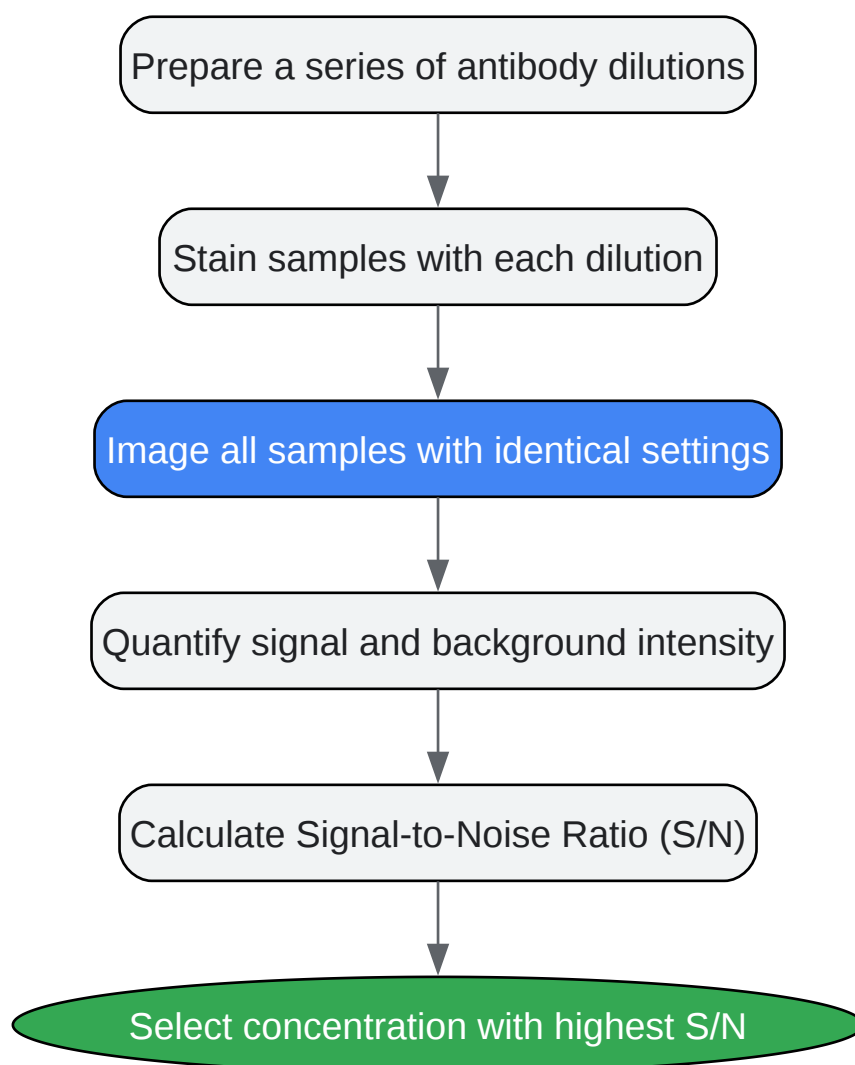 Prepare a series of antibody dilutions
Stain samples with each dilution
Image all samples with identical settings
Quantify signal and background intensity
Calculate Signal-to-Noise Ratio (S/N)
Select concentration with highest S/N